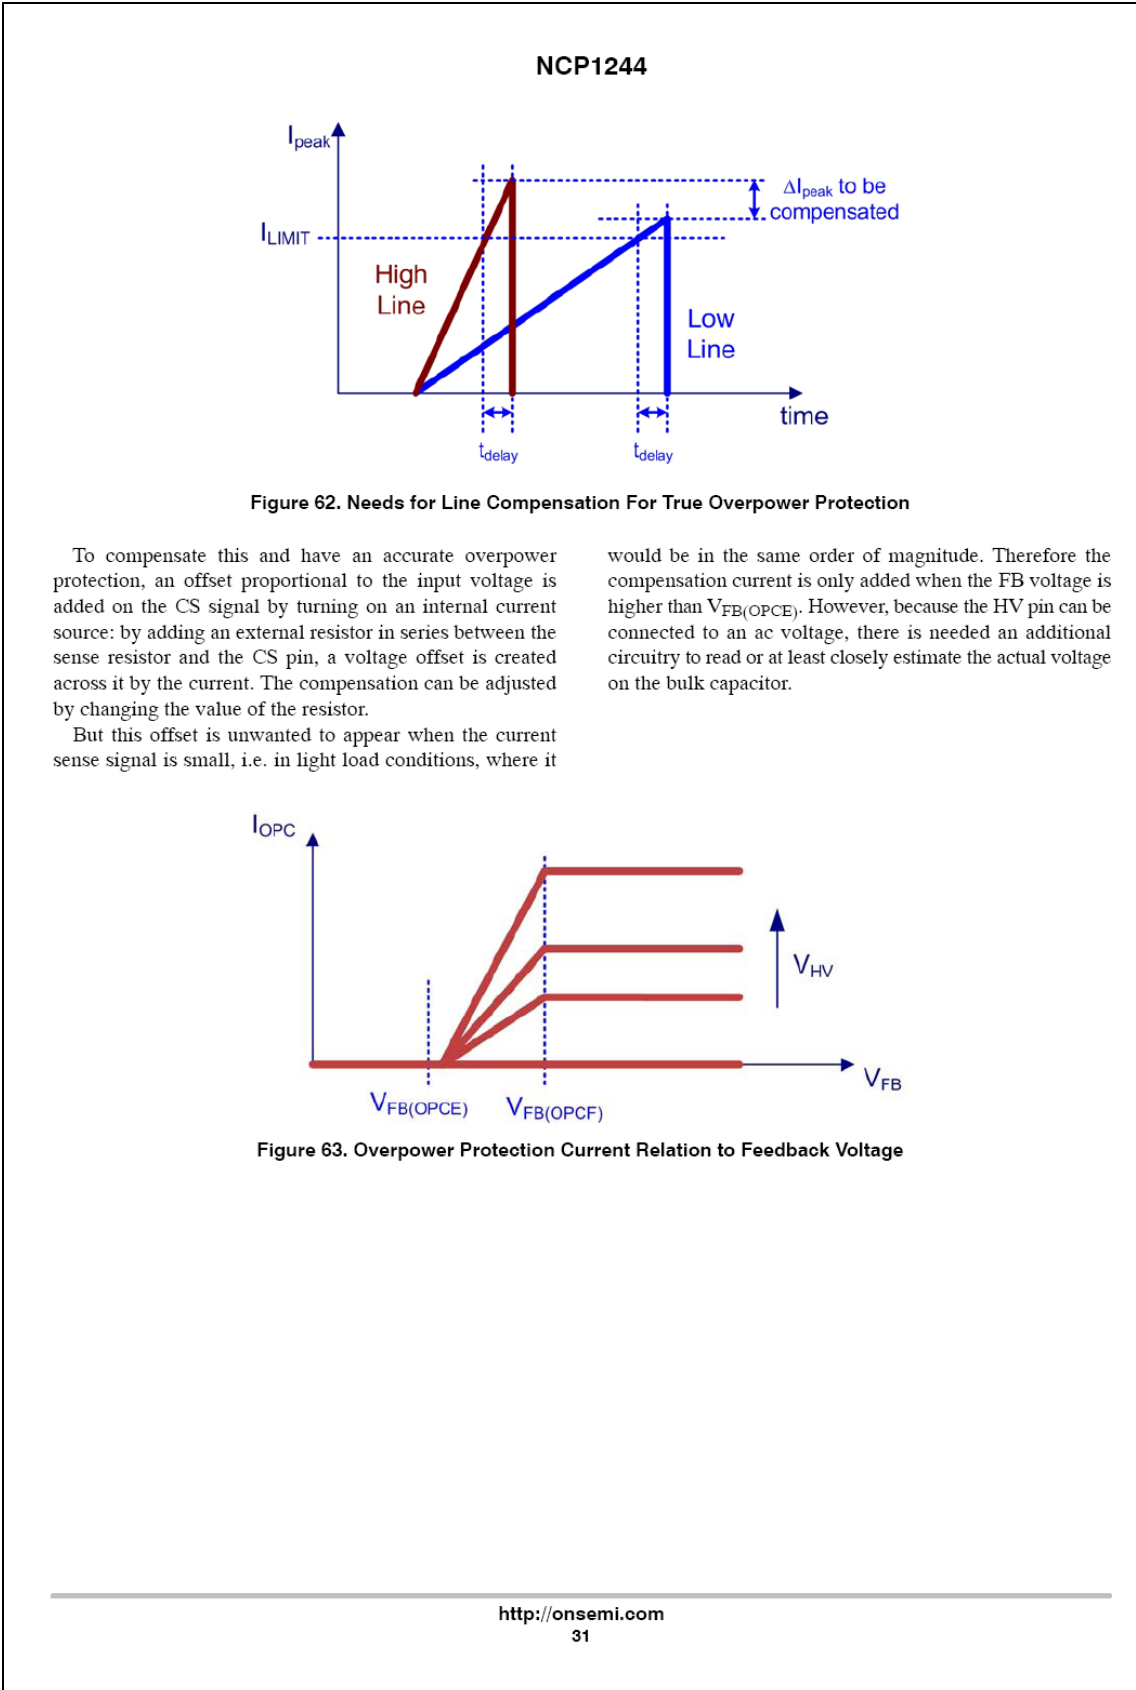 NCP1244
Ipeak
ΔIpeak to be
compensated
ILIMIT
High
Line
Low
Line
time
tdelay
tdelay
Figure 62. Needs for Line Compensation For True Overpower Protection
To compensate this and have an accurate overpower
protection, an offset proportional to the input voltage is
added on the CS signal by turning on an internal current
source: by adding an external resistor in series between the
sense resistor and the CS pin, a voltage offset is created
across it by the current. The compensation can be adjusted
by changing the value of the resistor.
But this offset is unwanted to appear when the current
sense signal is small, i.e. in light load conditions, where it
would be in the same order of magnitude. Therefore the
compensation current is only added when the FB voltage is
higher than VFB(OPCE). However, because the HV pin can be
connected to an ac voltage, there is needed an additional
circuitry to read or at least closely estimate the actual voltage
on the bulk capacitor.
IOPC
VHV
VFB
VFB(OPCE)
VFB(OPCF)
Figure 63. Overpower Protection Current Relation to Feedback Voltage
http://onsemi.com
31